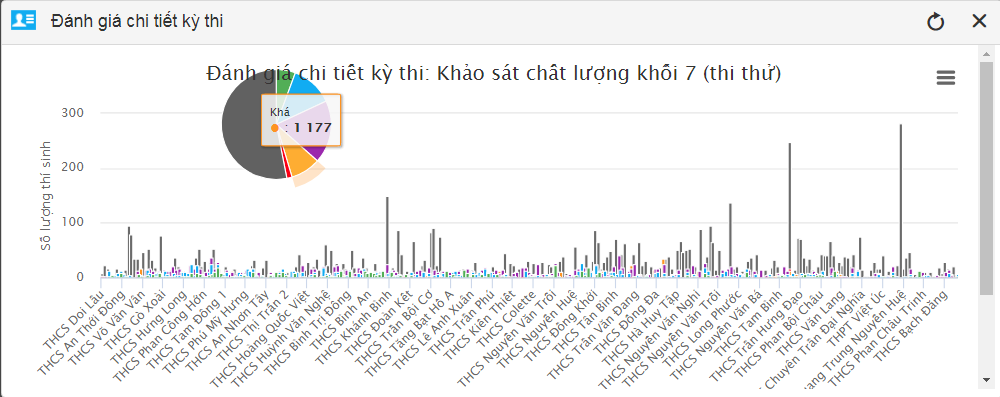 Đánh giá chi tiết kỳ thi
Đánh giá chi tiết kỳ thi: Khảo sát chất lượng khối 7 (thi thử)
Khá
: 1 177
Số lượng thí sinh
300
200
100
0
THCS Dơi Lầu
THCS An Thới Đông
THCS Võ Văn Vân
THCS Gò Xoài
THCS Hưng Long
THCS Phan Công Hớn
THCS Tam Đông 1
THCS Phú Mỹ Hưng
THCS An Nhơn Tây
THCS Thị Trấn 2
THCS Hoàng Quốc Việt
THCS Huỳnh Văn Nghệ
THCS Bình Trị Đông
THCS Bình An
THCS Khánh Bình
THCS Đoàn Kết
THCS Tân Bội Cơ
THCS Tăng Bạt Hổ A
THCS Lê Anh Xuân
THCS Trần Phú
THCS Kiến Thiết
THCS Colette
THCS Nguyễn Văn Trỗi
THCS Nguyễn Huệ
THCS Đồng Khởi
THCS Tân Bình
THCS Trần Văn Đang
THCS Đống Đa
THCS Hà Huy Tập
THCS Nguyễn Văn Nghi
THCS Nguyễn Văn Trỗi
THCS Long Phước
THCS Nguyễn Văn Bá
THCS Tam Bình
THCS Trần Hưng Đạo
THCS Phan Bội Châu
THCS Văn Lang
Chuyên Trần Đại Nghĩa
THPT Việt Úc
Trung Nguyễn Huệ
THCS Phan Châu Trinh
THCS Bạch Đằng